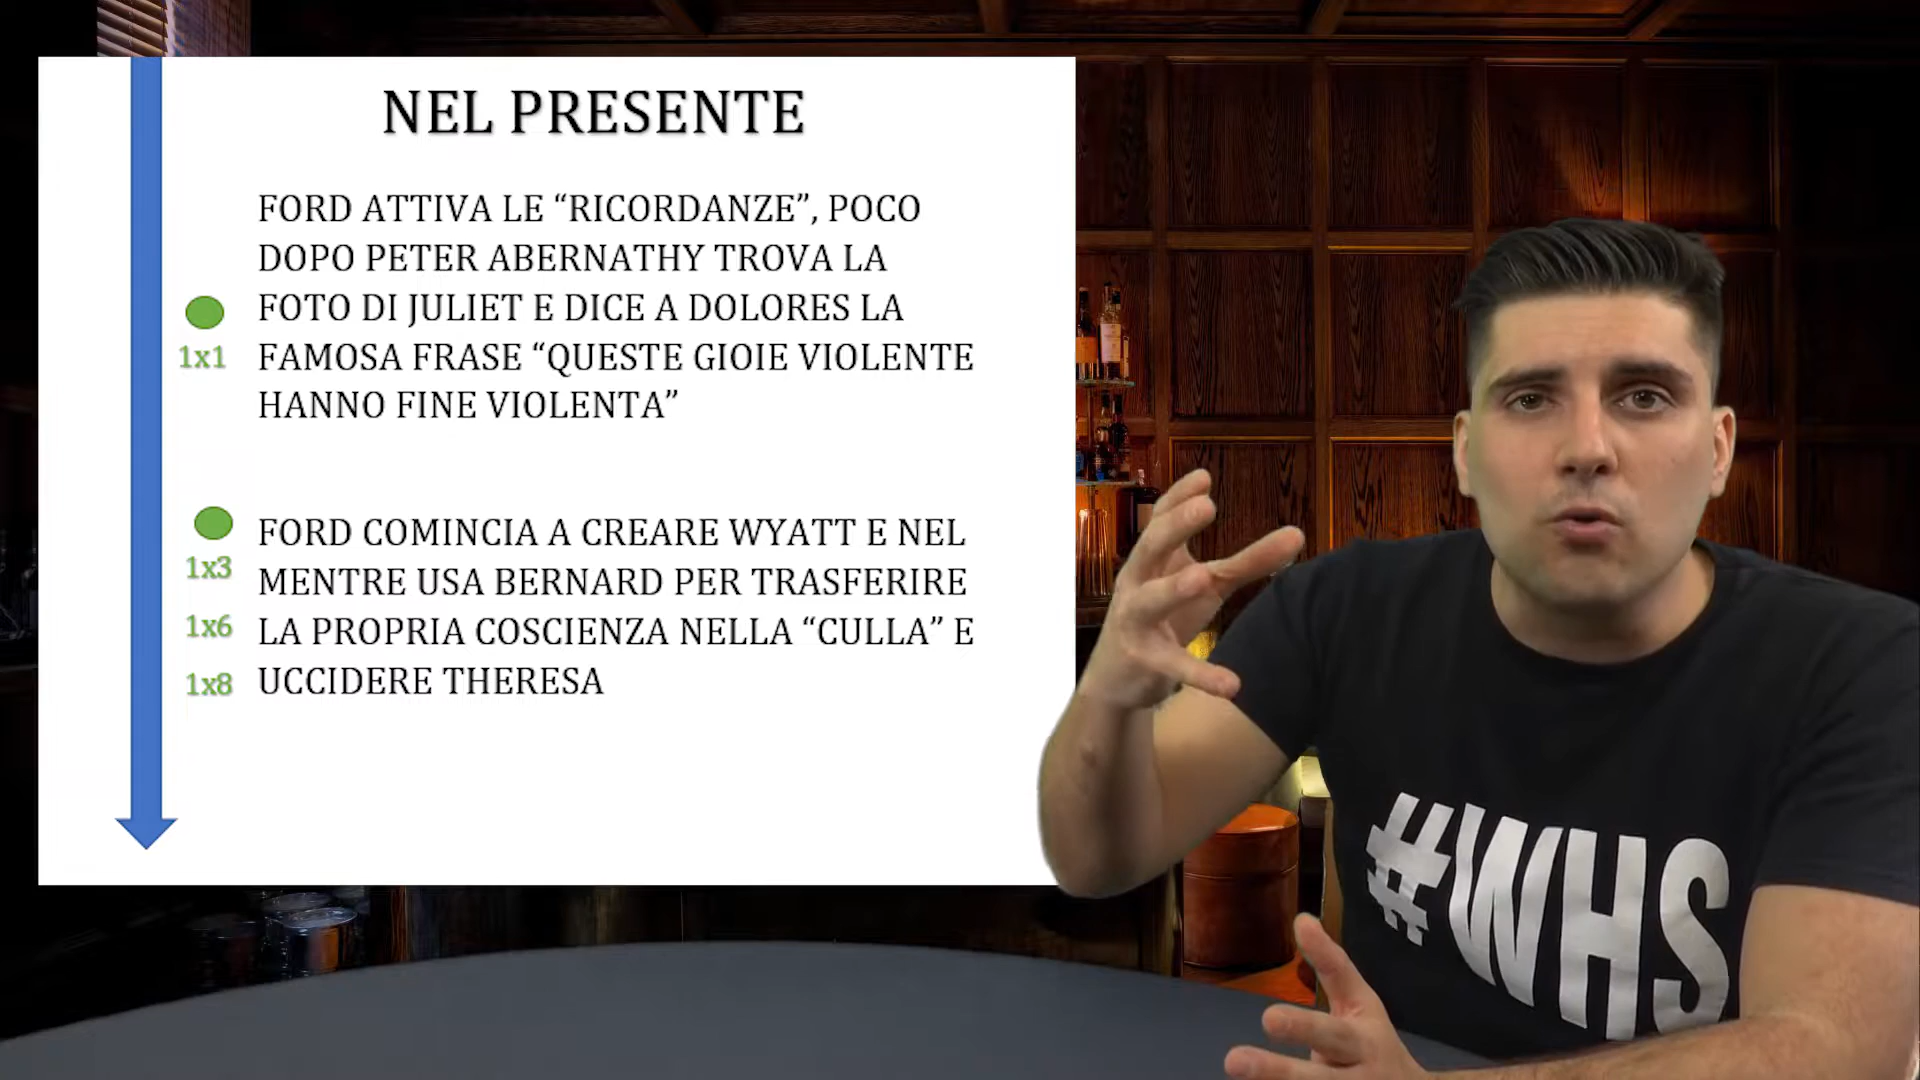 NEL PRESENTE
FORD ATTIVA LE “RICORDANZE”, POCO
DOPO PETER ABERNATHY TROVA LA
FOTO DI JULIET E DICE A DOLORES LA
1x1
FAMOSA FRASE “QUESTE GIOIE VIOLENTE
HANNO FINE VIOLENTA”
FORD COMINCIA A CREARE WYATT E NEL
1x3
MENTRE USA BERNARD PER TRASFERIRE
1x6
LA PROPRIA COSCIENZA NELLA “CULLA” E
1x8
UCCIDERE THERESA
#WHS